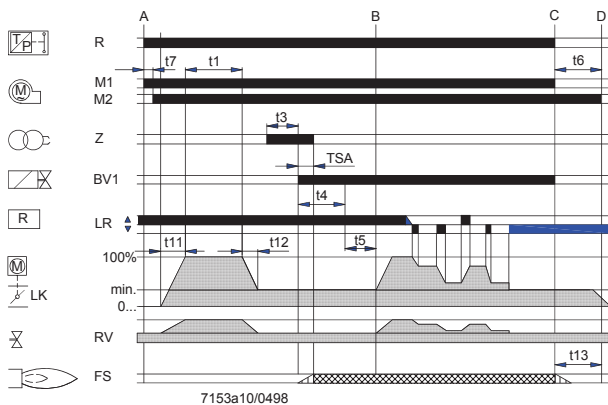 A B C D
T P R
t7 t1 t6
M M1
M2
t3
Z
TSA
BV1
t4
R LR
t5
t11 t12
100%
M
min.
LK
0...
RV
t13
FS
7153a10/0498